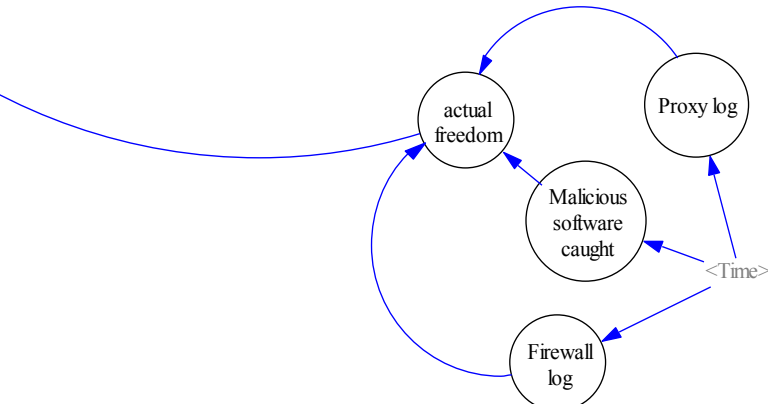 actual
freedom
Proxy log
Malicious
software
caught
<Time>
Firewall
log